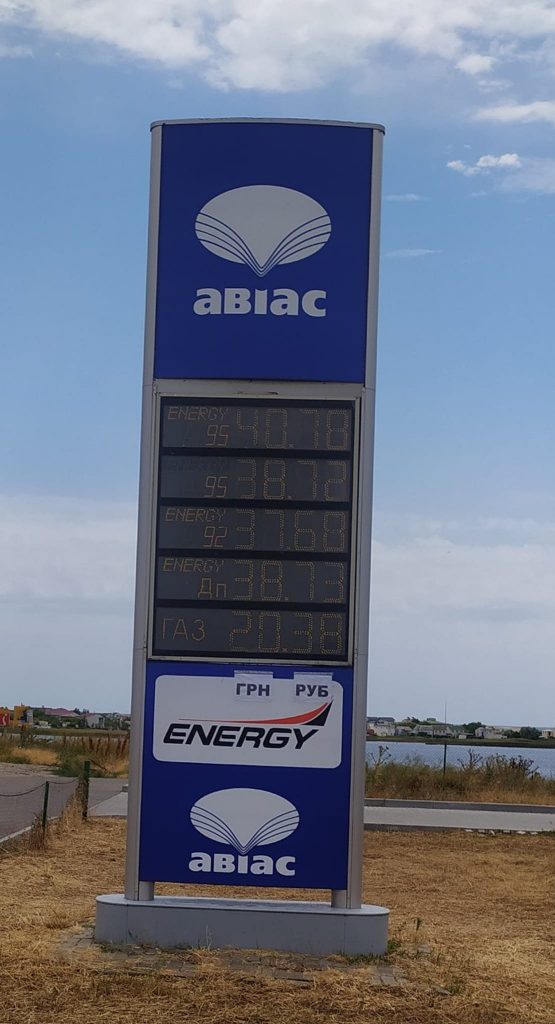 авіас
ENERGY
95 40.78
95 38.72
ENERGY
92 37.68
ENERGY
Дп 38.73
ГАЗ 20.38
ГРН РУБ
ENERGY
авіас